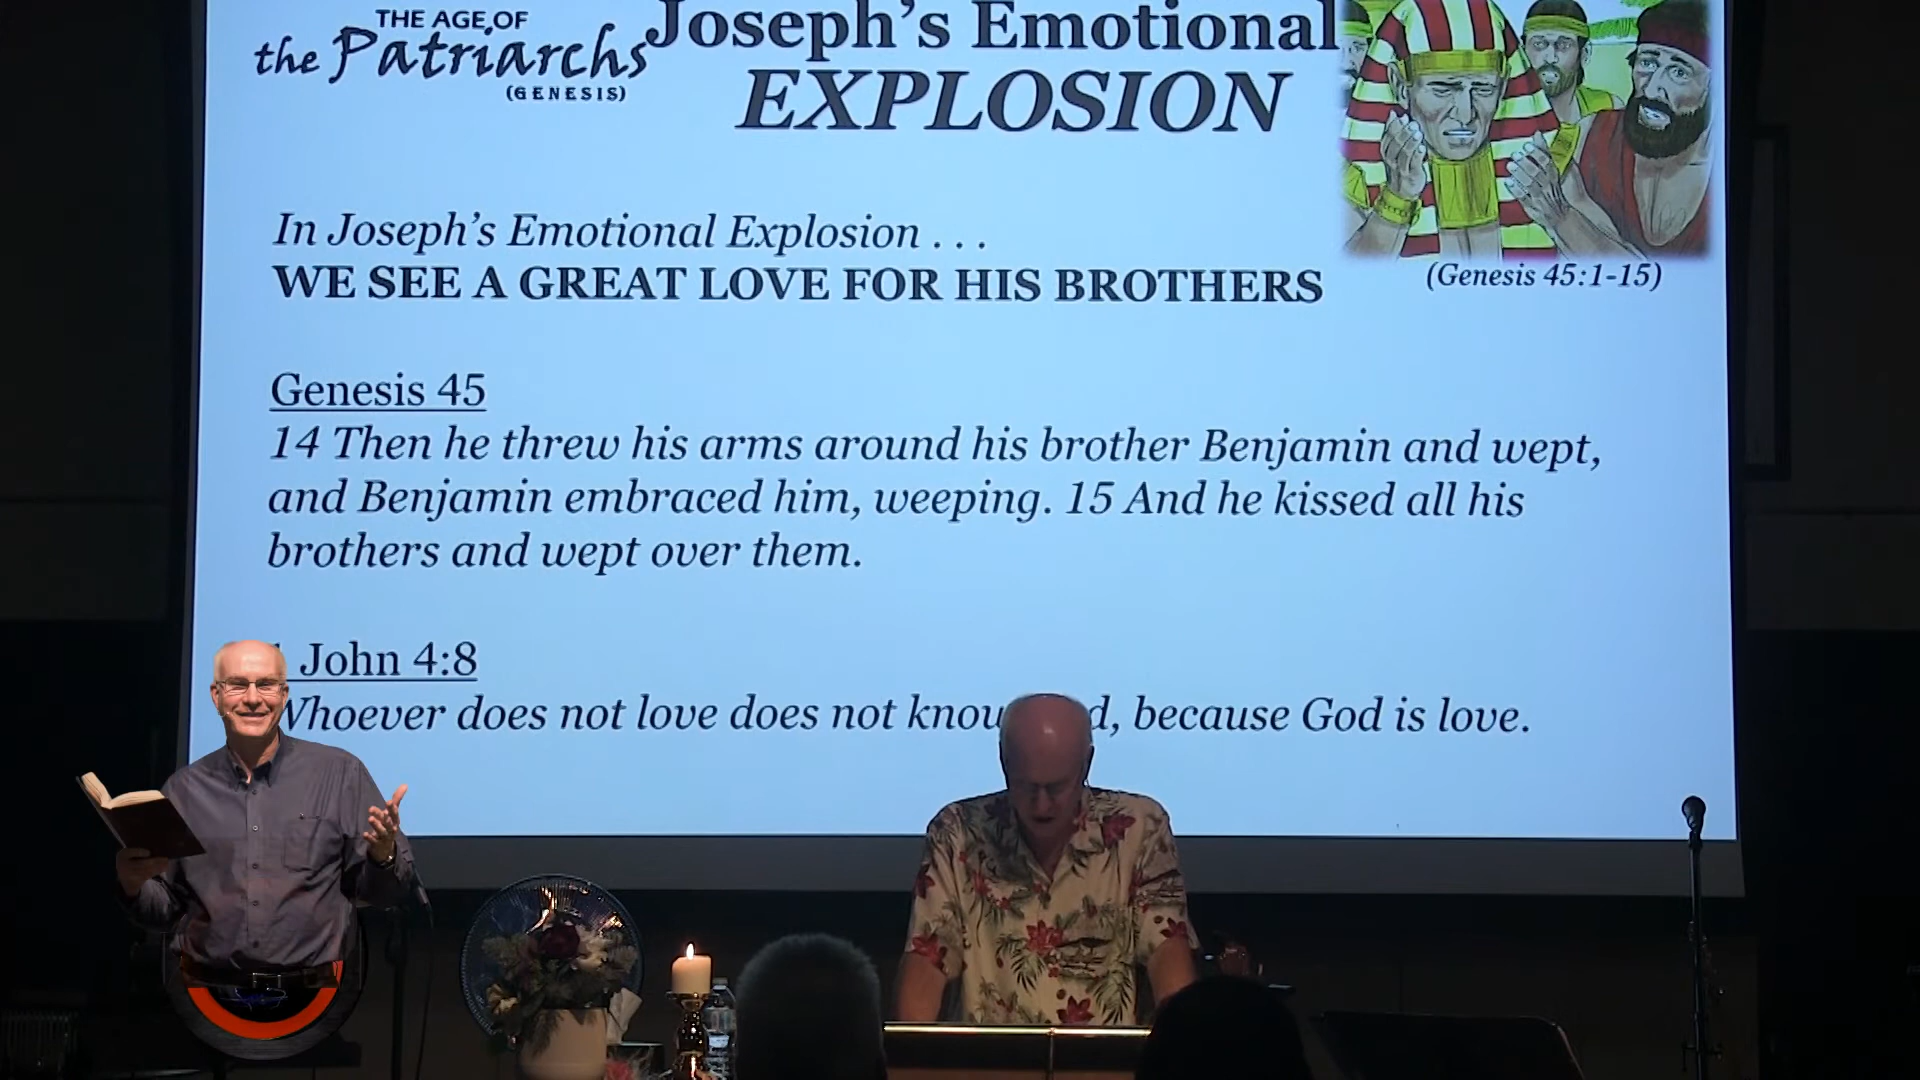 THE AGE OF
the Patriarchs
(GENESIS)
Joseph's Emotional
EXPLOSION
In Joseph's Emotional Explosion . . .
WE SEE A GREAT LOVE FOR HIS BROTHERS
(Genesis 45:1-15)
Genesis 45
14 Then he threw his arms around his brother Benjamin and wept,
and Benjamin embraced him, weeping. 15 And he kissed all his
brothers and wept over them.
John 4:8
Whoever does not love does not because God is love.